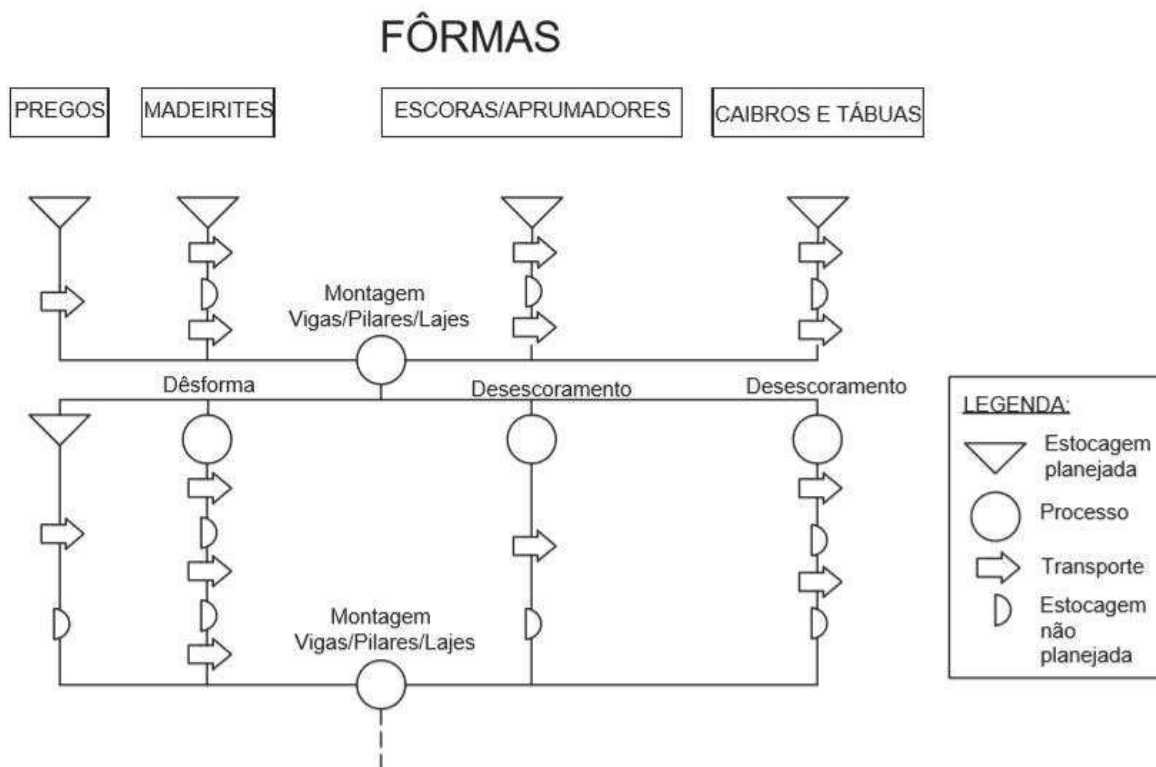 FÔRMAS
PREGOS
MADEIRITES
ESCORAS/APRUMADORES
CAIBROS E TÁBUAS
Montagem
Vigas/Pilares/Lajes
Dêsforma
Desescoramento
Desescoramento
Montagem
Vigas/Pilares/Lajes
LEGENDA:
Estocagem
planejada
Processo
Transporte
Estocagem
não
planejada